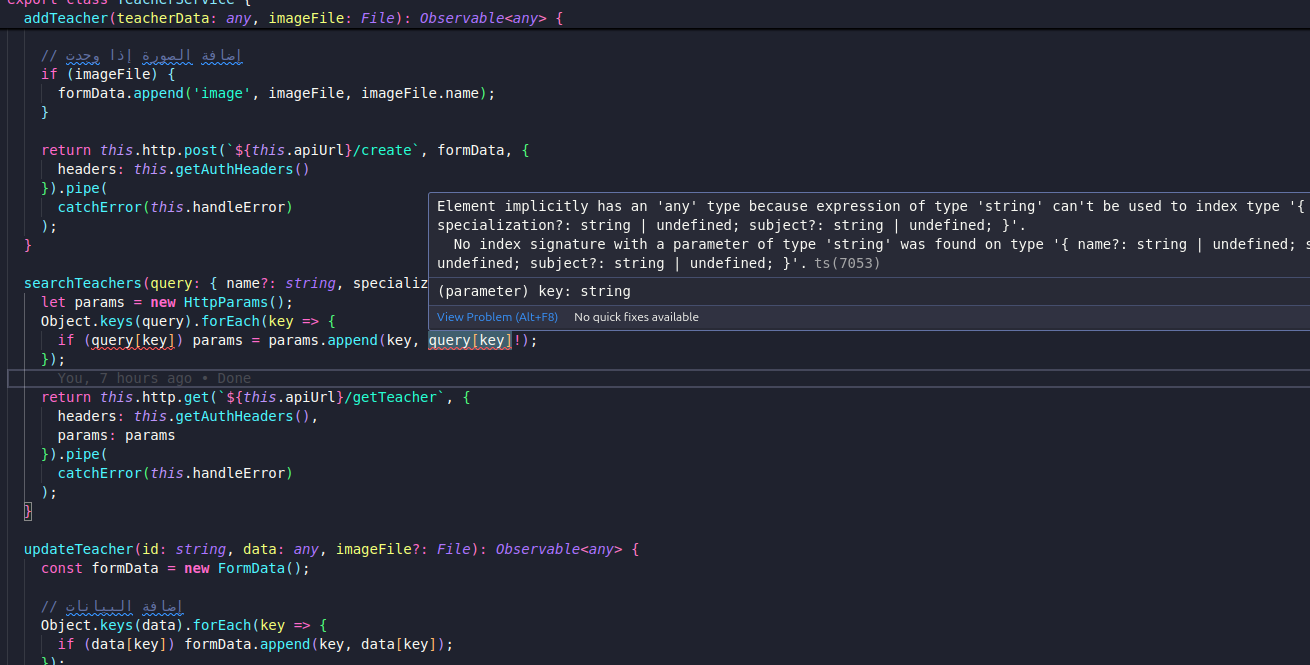 export class TeacherService {
addTeacher(teacherData: any, imageFile: File): Observable<any> {
// إضافة الصورة إذا وجدت
if (imageFile) {
formData.append('image', imageFile, imageFile.name);
}
return this.http.post(`${this.apiUrl}/create`, formData, {
headers: this.getAuthHeaders()
}).pipe(
catchError(this.handleError)
);
}
Element implicitly has an 'any' type because expression of type 'string' can't be used to index type '{
specialization?: string | undefined; subject?: string | undefined; }'.
No index signature with a parameter of type 'string' was found on type '{ name?: string | undefined; s
undefined; subject?: string | undefined; }'. ts(7053)
(parameter) key: string
View Problem (Alt+F8) No quick fixes available
searchTeachers(query: { name?: string, specializ
let params = new HttpParams();
Object.keys(query).forEach(key => {
if (query[key]) params = params.append(key, query[key]!);
});
You, 7 hours ago • Done
return this.http.get(`${this.apiUrl}/getTeacher`, {
headers: this.getAuthHeaders(),
params: params
}).pipe(
catchError(this.handleError)
);
}
updateTeacher(id: string, data: any, imageFile?: File): Observable<any> {
const formData = new FormData();
// إضافة البيانات
Object.keys(data).forEach(key => {
if (data[key]) formData.append(key, data[key]);
});